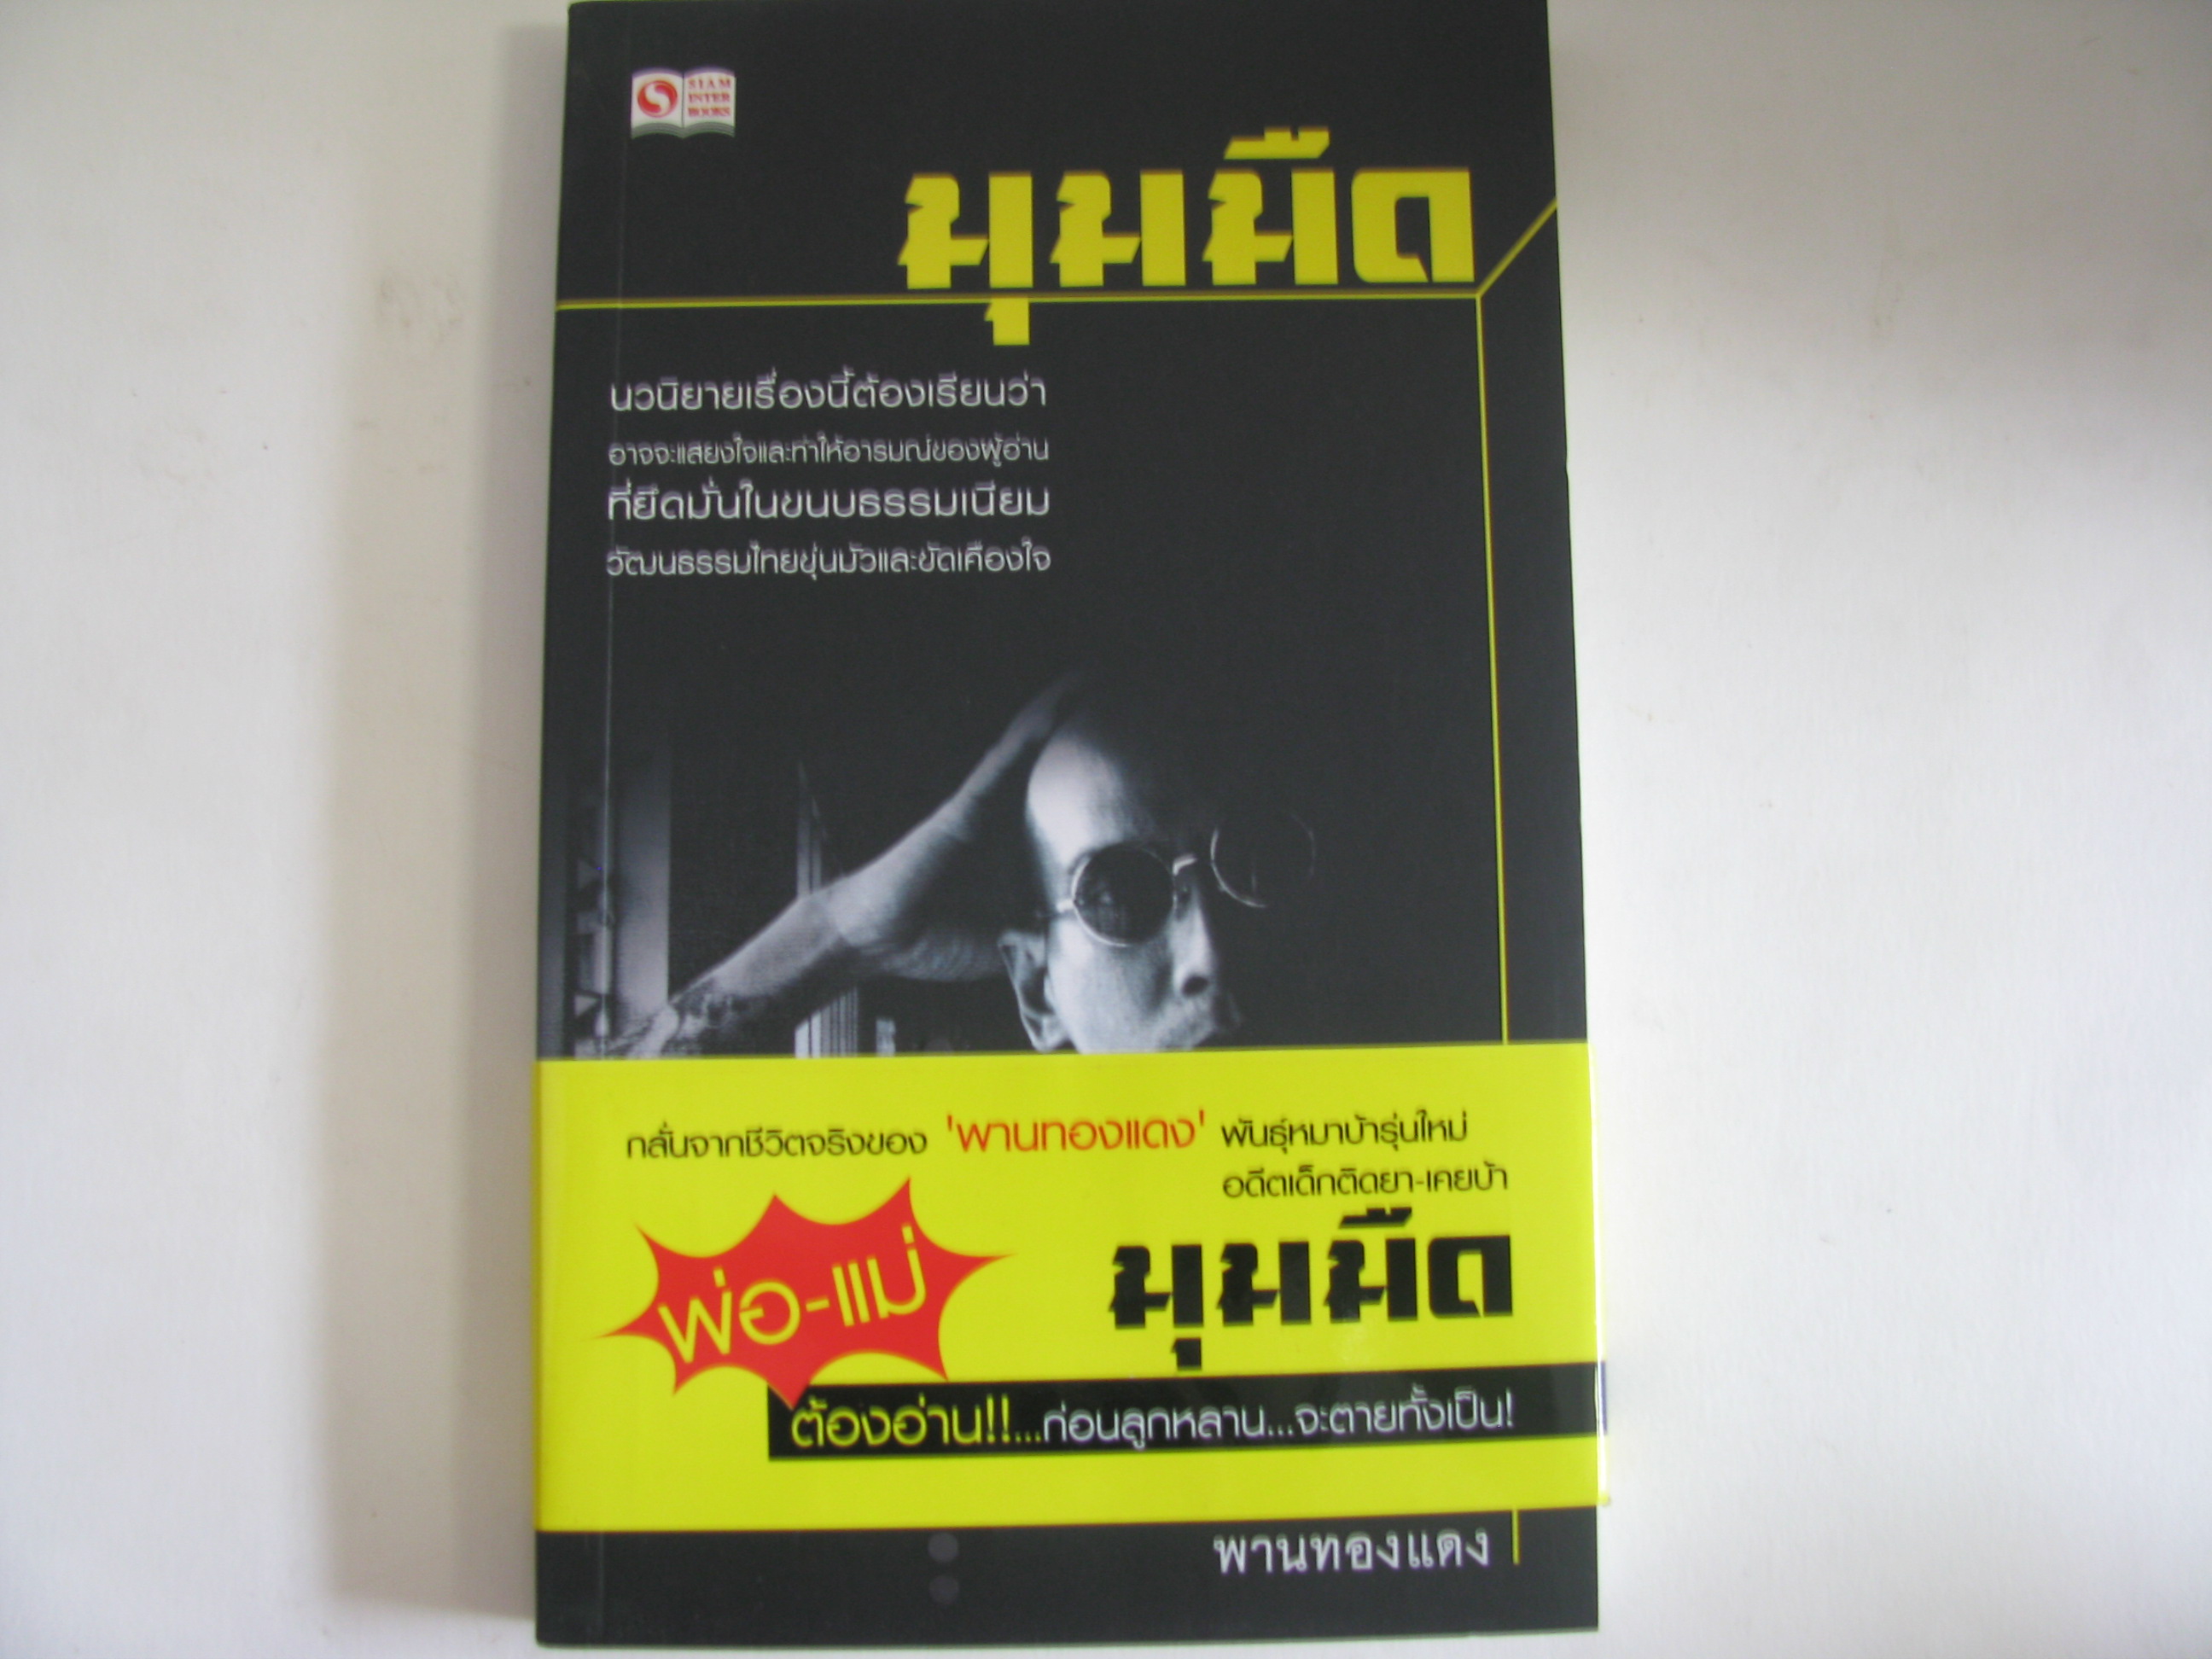 SIAM
INTER
BOOKS
มุมมืด
นวนิยายเรื่องนี้ต้องเรียนว่า
อาจจะแสยงใจและทำให้อารมณ์ของผู้อ่าน
ที่ยึดมั่นในขนบธรรมเนียม
วัฒนธรรมไทยขุ่นมัวและขัดเคืองใจ
กลั่นจากชีวิตจริงของ 'พานทองแดง' พันธุ์หมาบ้ารุ่นใหม่
อดีตเด็กติดยา-เคยบ้า
มุมมืด
พ่อ-แม่
ต้องอ่าน!!...ก่อนลูกหลาน...จะตายทั้งเป็น!
พานทองแดง